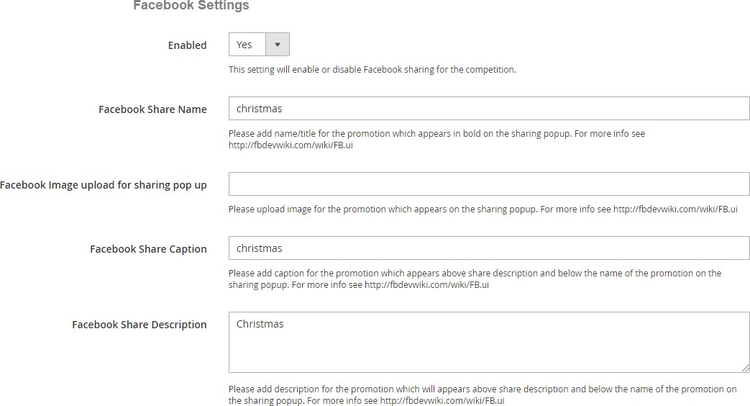 Facebook Settings
Enabled
Yes
This setting will enable or disable Facebook sharing for the competition.
Facebook Share Name
christmas
Please add name/title for the promotion which appears in bold on the sharing popup. For more info see
http://fbdevwiki.com/wiki/FB.ui
Facebook Image upload for sharing pop up
Please upload image for the promotion which appears on the sharing popup. For more info see http://fbdevwiki.com/wiki/FB.ui
Facebook Share Caption
christmas
Please add caption for the promotion which appears above share description and below the name of the promotion on the
sharing popup. For more info see http://fbdevwiki.com/wiki/FB.ui
Facebook Share Description
Christmas
Please add description for the promotion which will appears above share description and below the name of the promotion on
the sharing popup. For more info see http://fbdevwiki.com/wiki/FB.ui